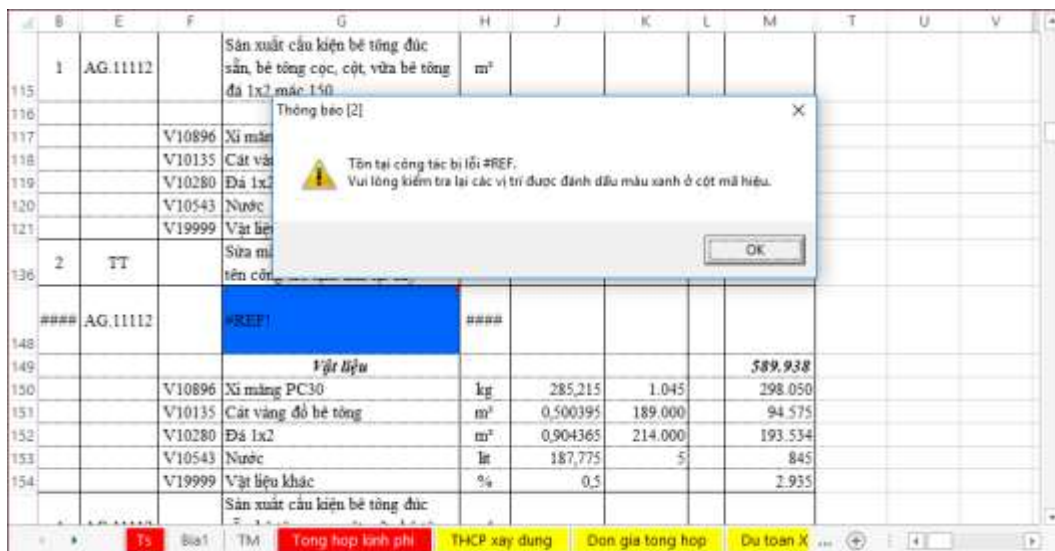 B E F G H J K L M T U V
Sản xuất cấu kiện bê tông đúc
1 AG.11112 sẵn, bê tông cọc, cột, vữa bê tông m³
115 đá 1x2 mác 150
116
Thông báo [2]
117 V10896 Xi măn
118 V10135 Cát và
119 V10280 Đá 1x2
120 V10543 Nước
121 V19999 Vật liệ
Tồn tại công tác bị lỗi #REF.
Vui lòng kiểm tra lại các vị trí được đánh dấu màu xanh ở cột mã hiệu.
OK
Sửa mã
2 TT
136 tên công
#### AG.11112 #REF! ####
148
149 Vật liệu 589.938
150 V10896 Xi măng PC30 kg 285,215 1.045 298.050
151 V10135 Cát vàng đổ bê tông m³ 0,500395 189.000 94.575
152 V10280 Đá 1x2 m³ 0,904365 214.000 193.534
153 V10543 Nước lít 187,775 5 845
154 V19999 Vật liệu khác % 0,5 2.935
Sản xuất cấu kiện bê tông đúc
Ts Bia1 TM Tong hop kinh phi THCP xay dung Don gia tong hop Du toan X ...